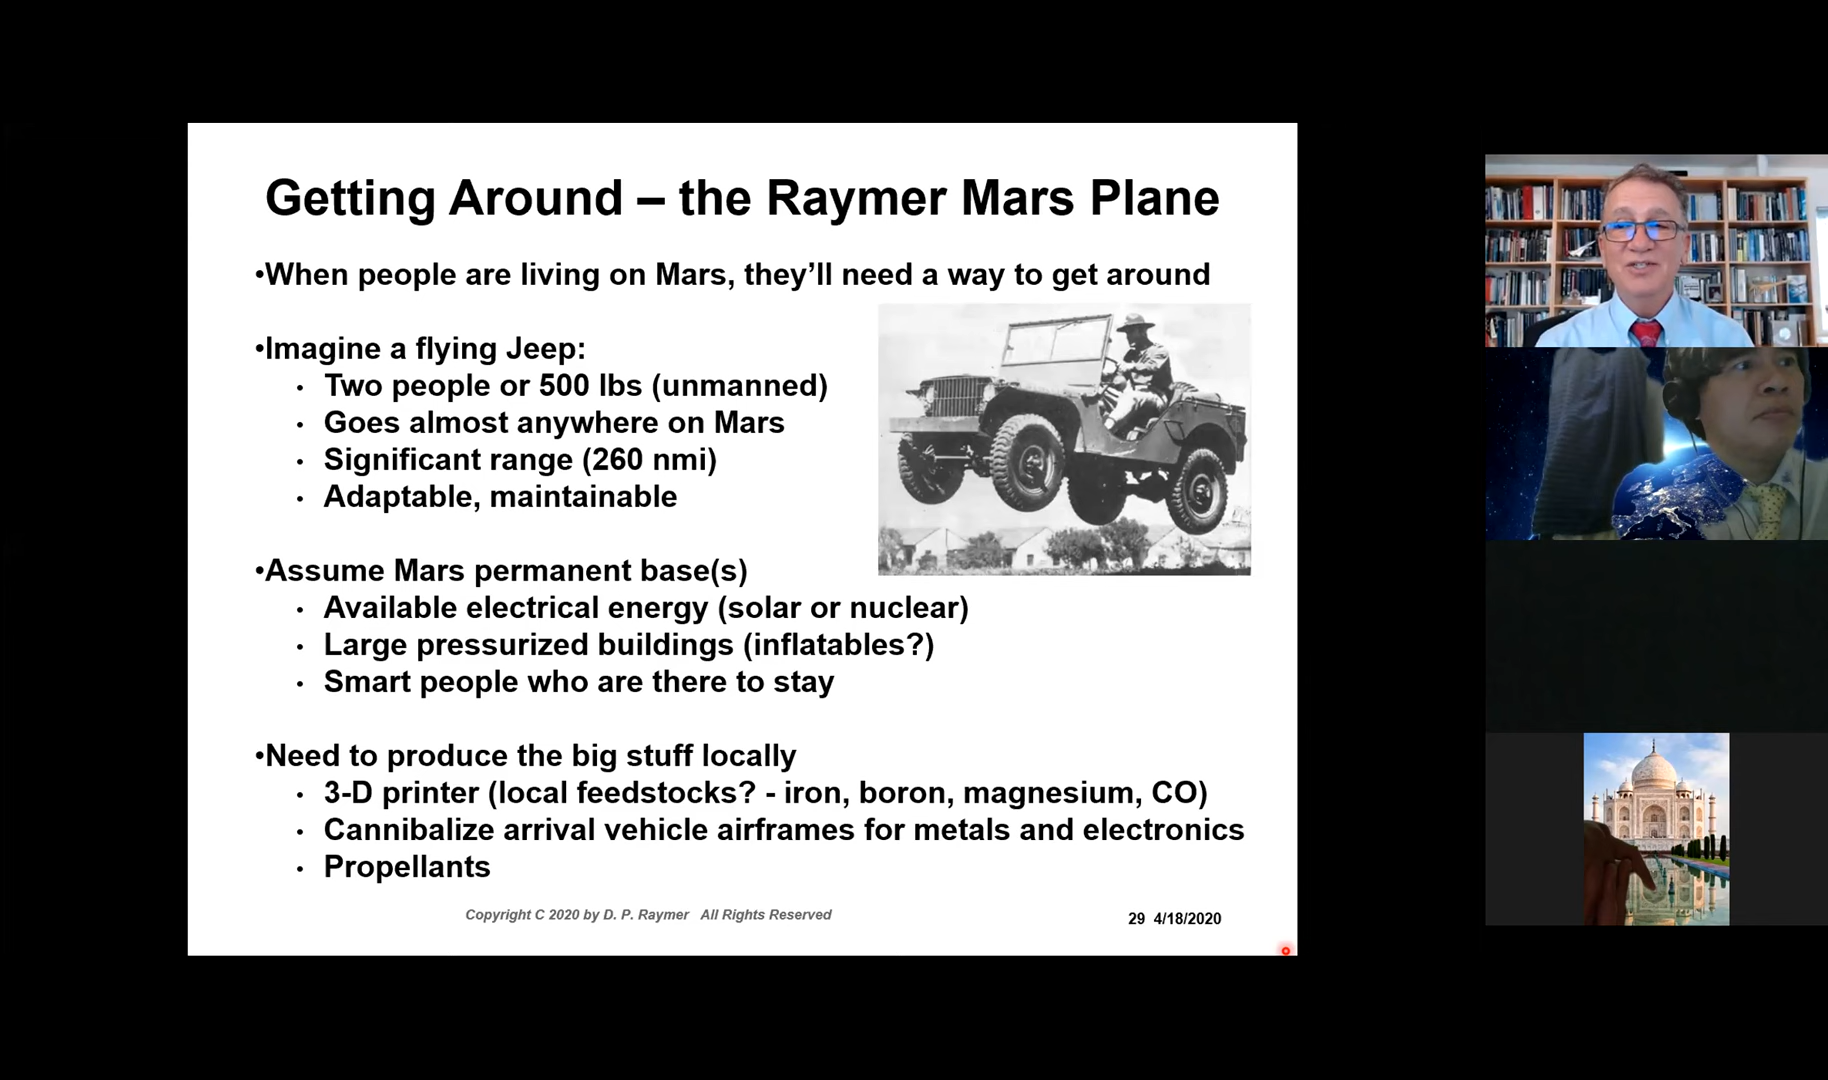 Getting Around – the Raymer Mars Plane
•When people are living on Mars, they’ll need a way to get around
•Imagine a flying Jeep:
• Two people or 500 lbs (unmanned)
• Goes almost anywhere on Mars
• Significant range (260 nmi)
• Adaptable, maintainable
•Assume Mars permanent base(s)
• Available electrical energy (solar or nuclear)
• Large pressurized buildings (inflatables?)
• Smart people who are there to stay
•Need to produce the big stuff locally
• 3-D printer (local feedstocks? - iron, boron, magnesium, CO)
• Cannibalize arrival vehicle airframes for metals and electronics
• Propellants
Copyright C 2020 by D. P. Raymer All Rights Reserved
29 4/18/2020